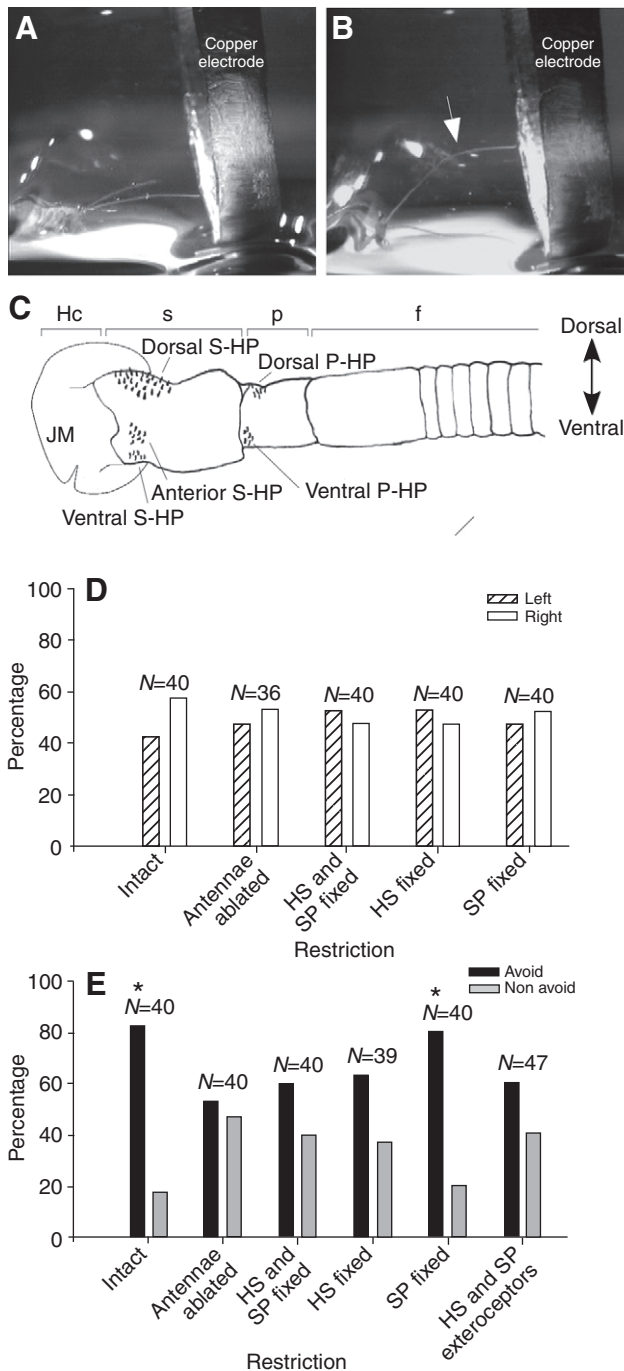 A
Copper
electrode
B
Copper
electrode
C
Hc s p f
Dorsal S-HP
Dorsal P-HP
Dorsal
JM
Ventral
Anterior S-HP
Ventral P-HP
Ventral S-HP
D
100
80
60
40
20
0
Percentage
Left
Right
N=40 N=36 N=40 N=40 N=40
Intact
Antennae
ablated
HS and
SP fixed
HS fixed
SP fixed
Restriction
E
100
80
60
40
20
0
Percentage
Avoid
Non avoid
* *
N=40 N=40 N=40 N=39 N=40 N=47
Intact
Antennae
ablated
HS and
SP fixed
HS fixed
SP fixed
HS and SP
exteroceptors
Restriction